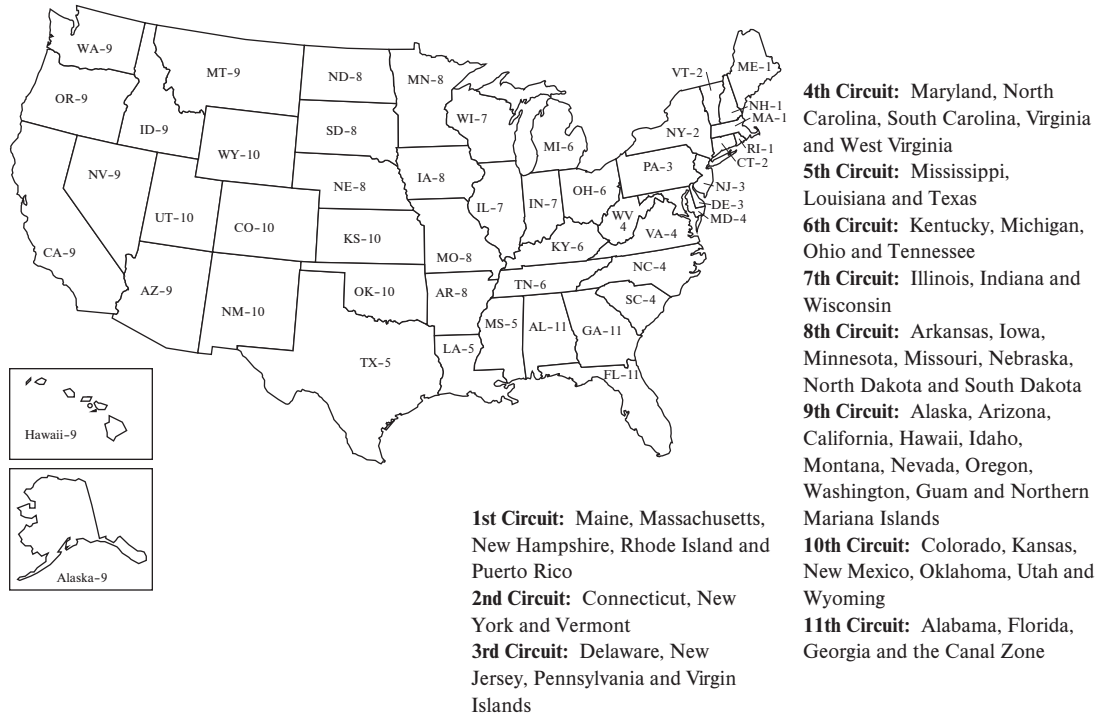 WA-9
MT-9
ND-8
MN-8
VT-2
ME-1
OR-9
ID-9
SD-8
WI-7
NH-1
MA-1
NY-2
MI-6
RI-1
CT-2
WY-10
PA-3
NV-9
NE-8
IA-8
NJ-3
OH-6
DE-3
UT-10
CO-10
IL-7
IN-7
WV
4
MD-4
VA-4
KS-10
MO-8
KY-6
CA-9
NC-4
AZ-9
OK-10
AR-8
TN-6
SC-4
NM-10
MS-5
AL-11
GA-11
TX-5
LA-5
FL-11
Hawaii-9
Alaska-9
1st Circuit: Maine, Massachusetts,
New Hampshire, Rhode Island and
Puerto Rico
2nd Circuit: Connecticut, New
York and Vermont
3rd Circuit: Delaware, New
Jersey, Pennsylvania and Virgin
Islands
4th Circuit: Maryland, North
Carolina, South Carolina, Virginia
and West Virginia
5th Circuit: Mississippi,
Louisiana and Texas
6th Circuit: Kentucky, Michigan,
Ohio and Tennessee
7th Circuit: Illinois, Indiana and
Wisconsin
8th Circuit: Arkansas, Iowa,
Minnesota, Missouri, Nebraska,
North Dakota and South Dakota
9th Circuit: Alaska, Arizona,
California, Hawaii, Idaho,
Montana, Nevada, Oregon,
Washington, Guam and Northern
Mariana Islands
10th Circuit: Colorado, Kansas,
New Mexico, Oklahoma, Utah and
Wyoming
11th Circuit: Alabama, Florida,
Georgia and the Canal Zone